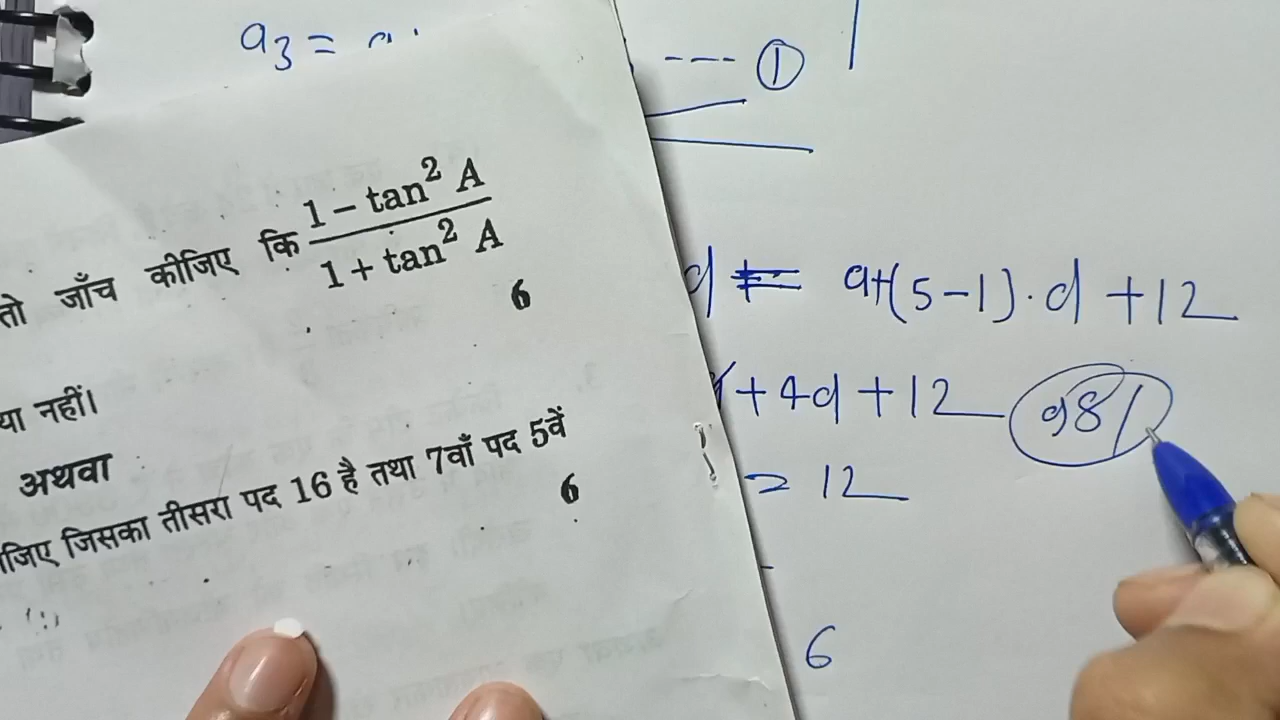 a₃ =
---- ①
तो जाँच कीजिए कि (1 − tan² A)/(1 + tan² A)
6
या नहीं।
अथवा
जिए जिसका तीसरा पद 16 है तथा 7वाँ पद 5वें
6
d = a+(5-1).d +12
+4d+12
= 12
6